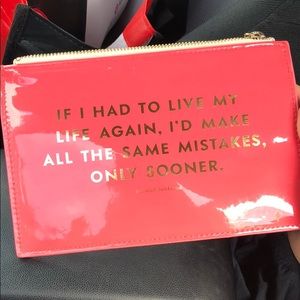 IF I HAD TO LIVE MY
LIFE AGAIN, I'D MAKE
ALL THE SAME MISTAKES,
ONLY SOONER.